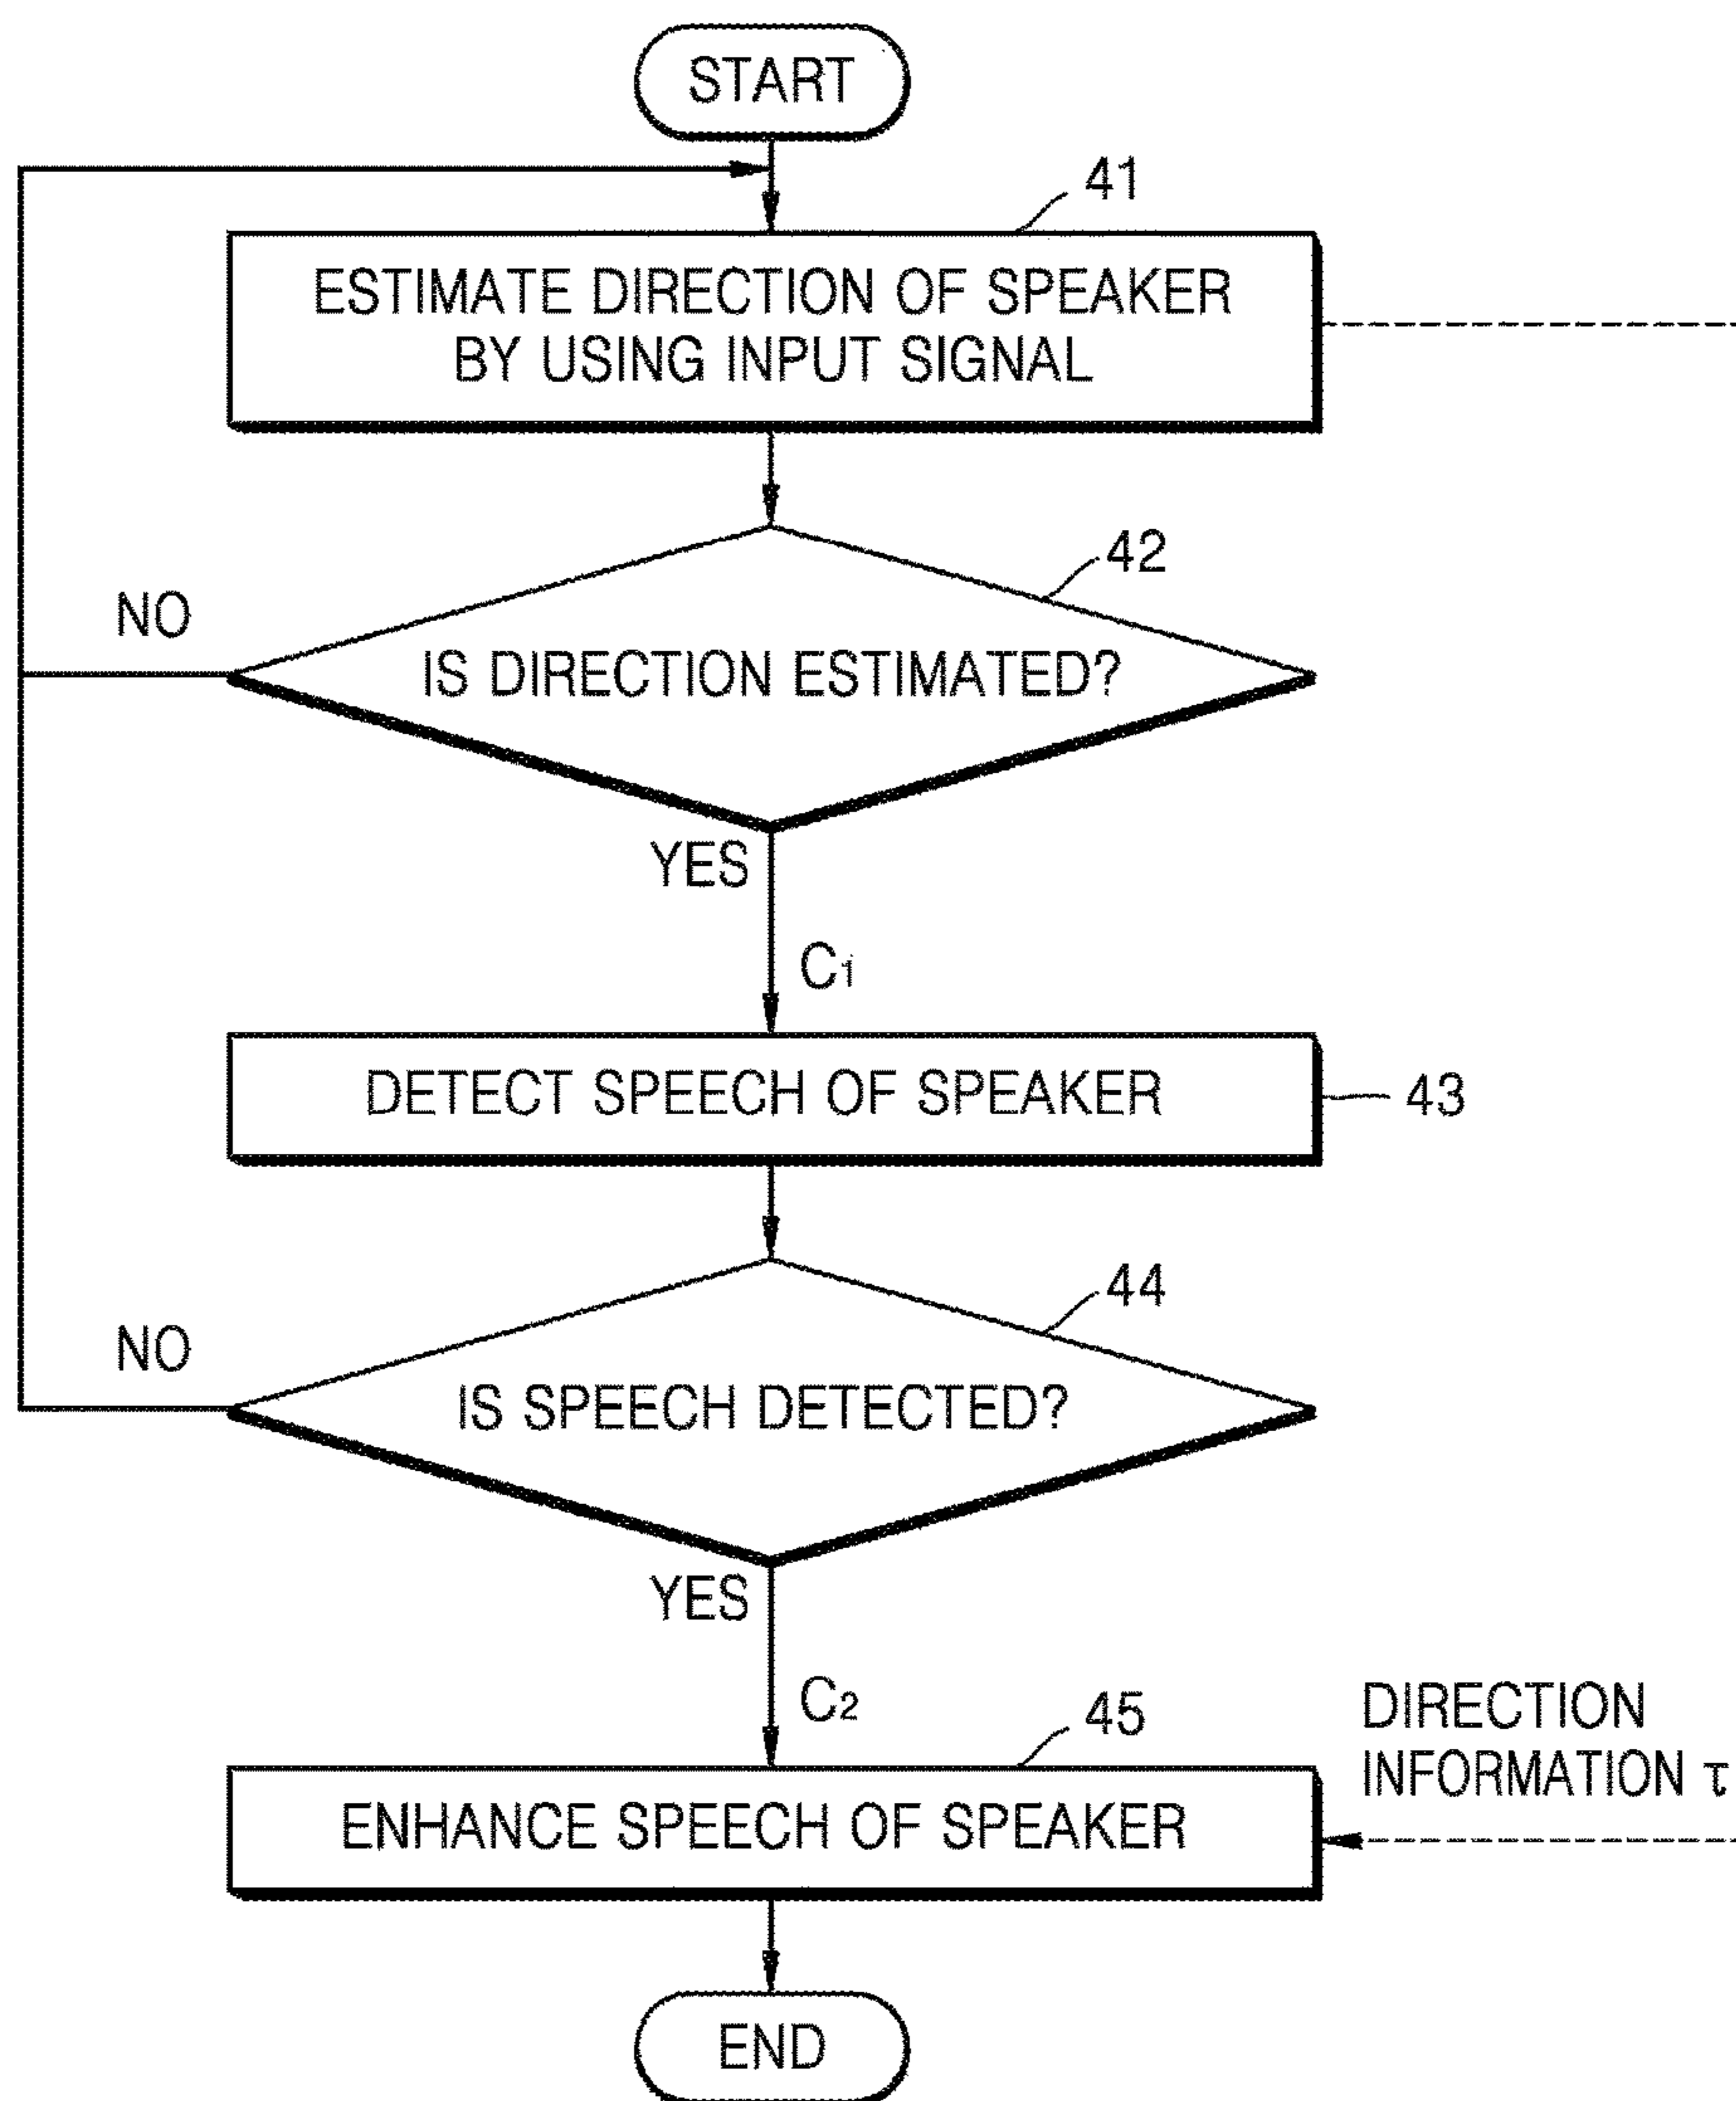 START
41
ESTIMATE DIRECTION OF SPEAKER
BY USING INPUT SIGNAL
42
NO
IS DIRECTION ESTIMATED?
YES
C₁
DETECT SPEECH OF SPEAKER
43
44
NO
IS SPEECH DETECTED?
YES
C₂
45
DIRECTION
INFORMATION τ
ENHANCE SPEECH OF SPEAKER
END